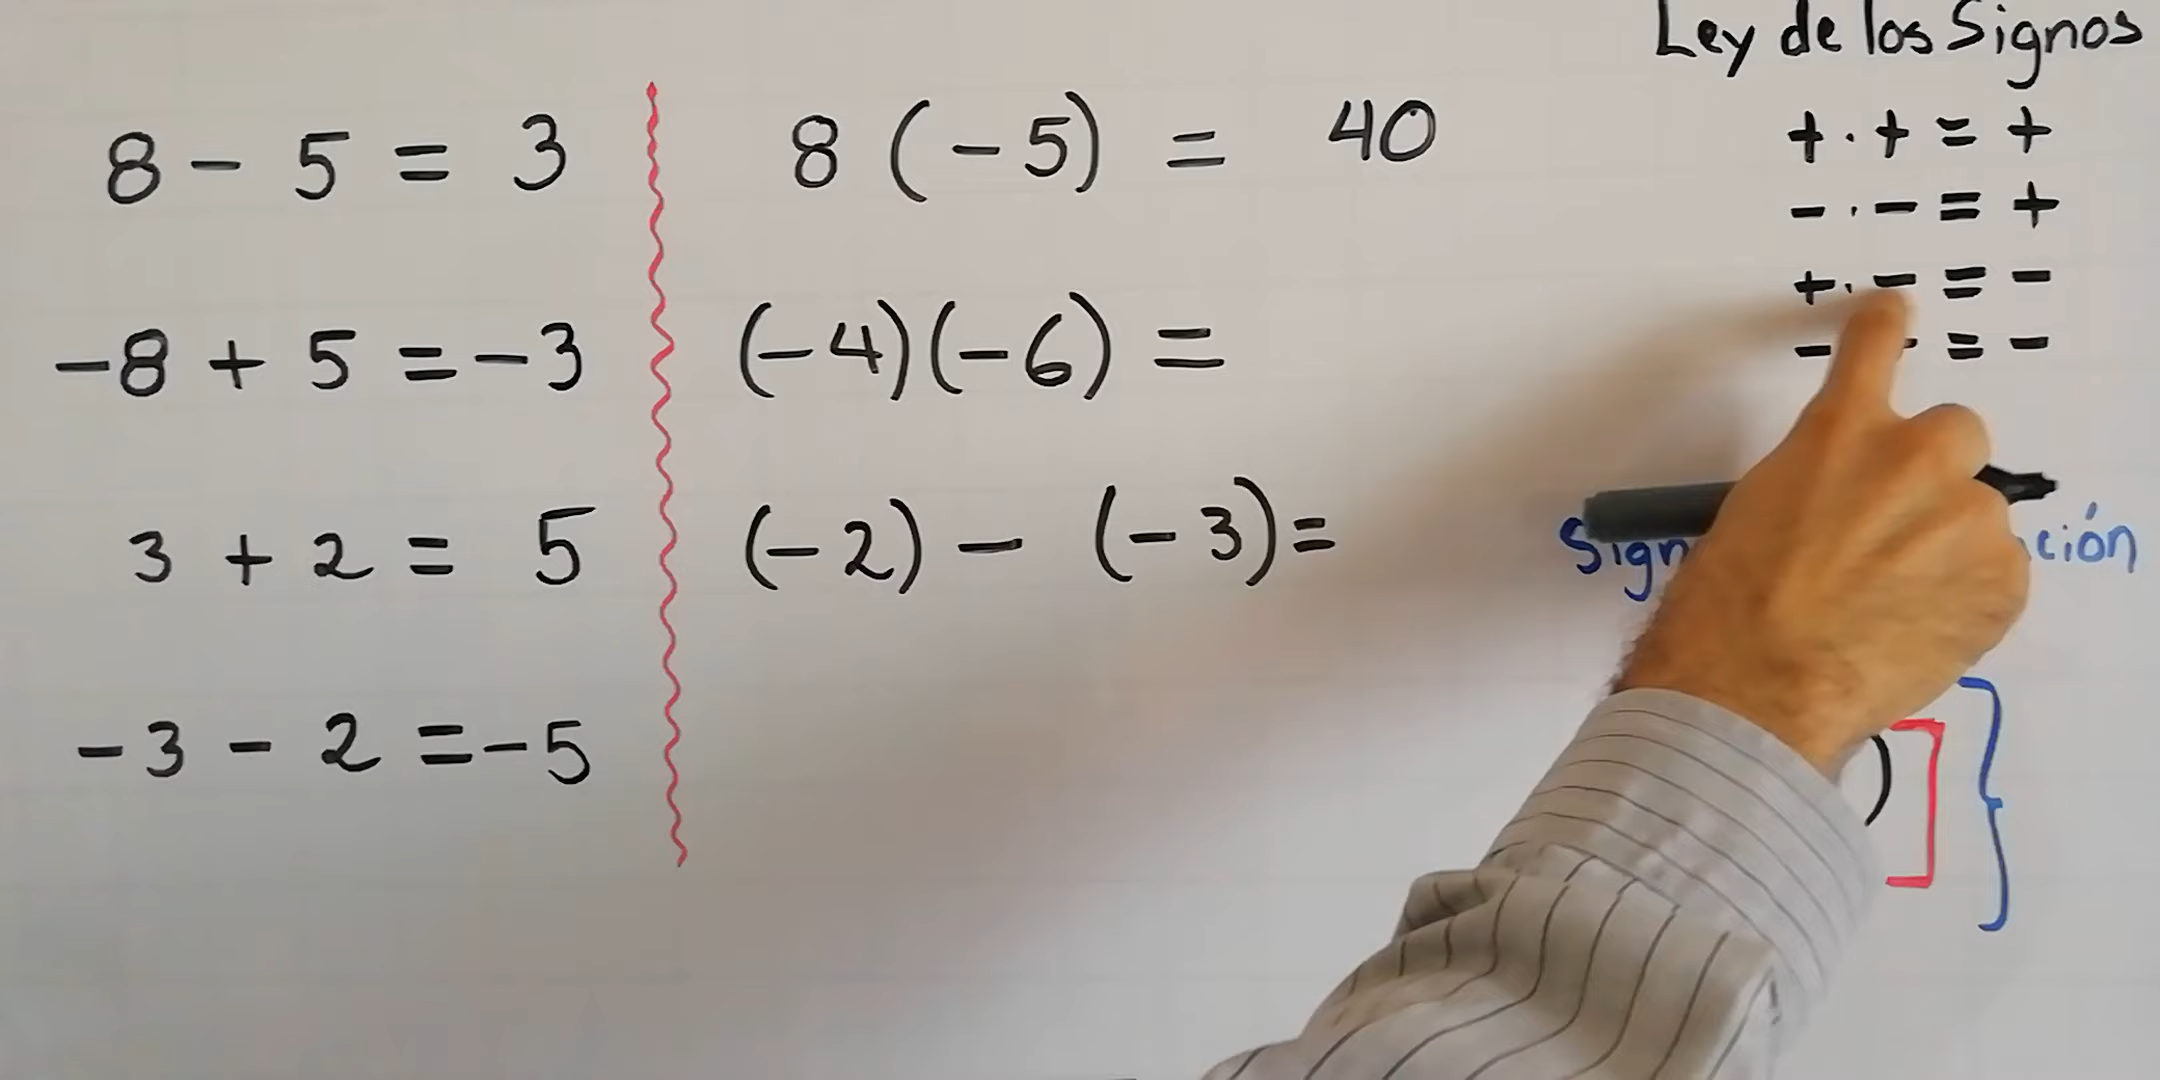 Ley de los Signos
8 - 5 = 3
-8 + 5 = -3
3 + 2 = 5
-3 - 2 = -5
8 (-5) = 40
(-4)(-6) =
(-2) - (-3) =
+ . + = +
- . - = +
+ . - = -
- = -
)]}